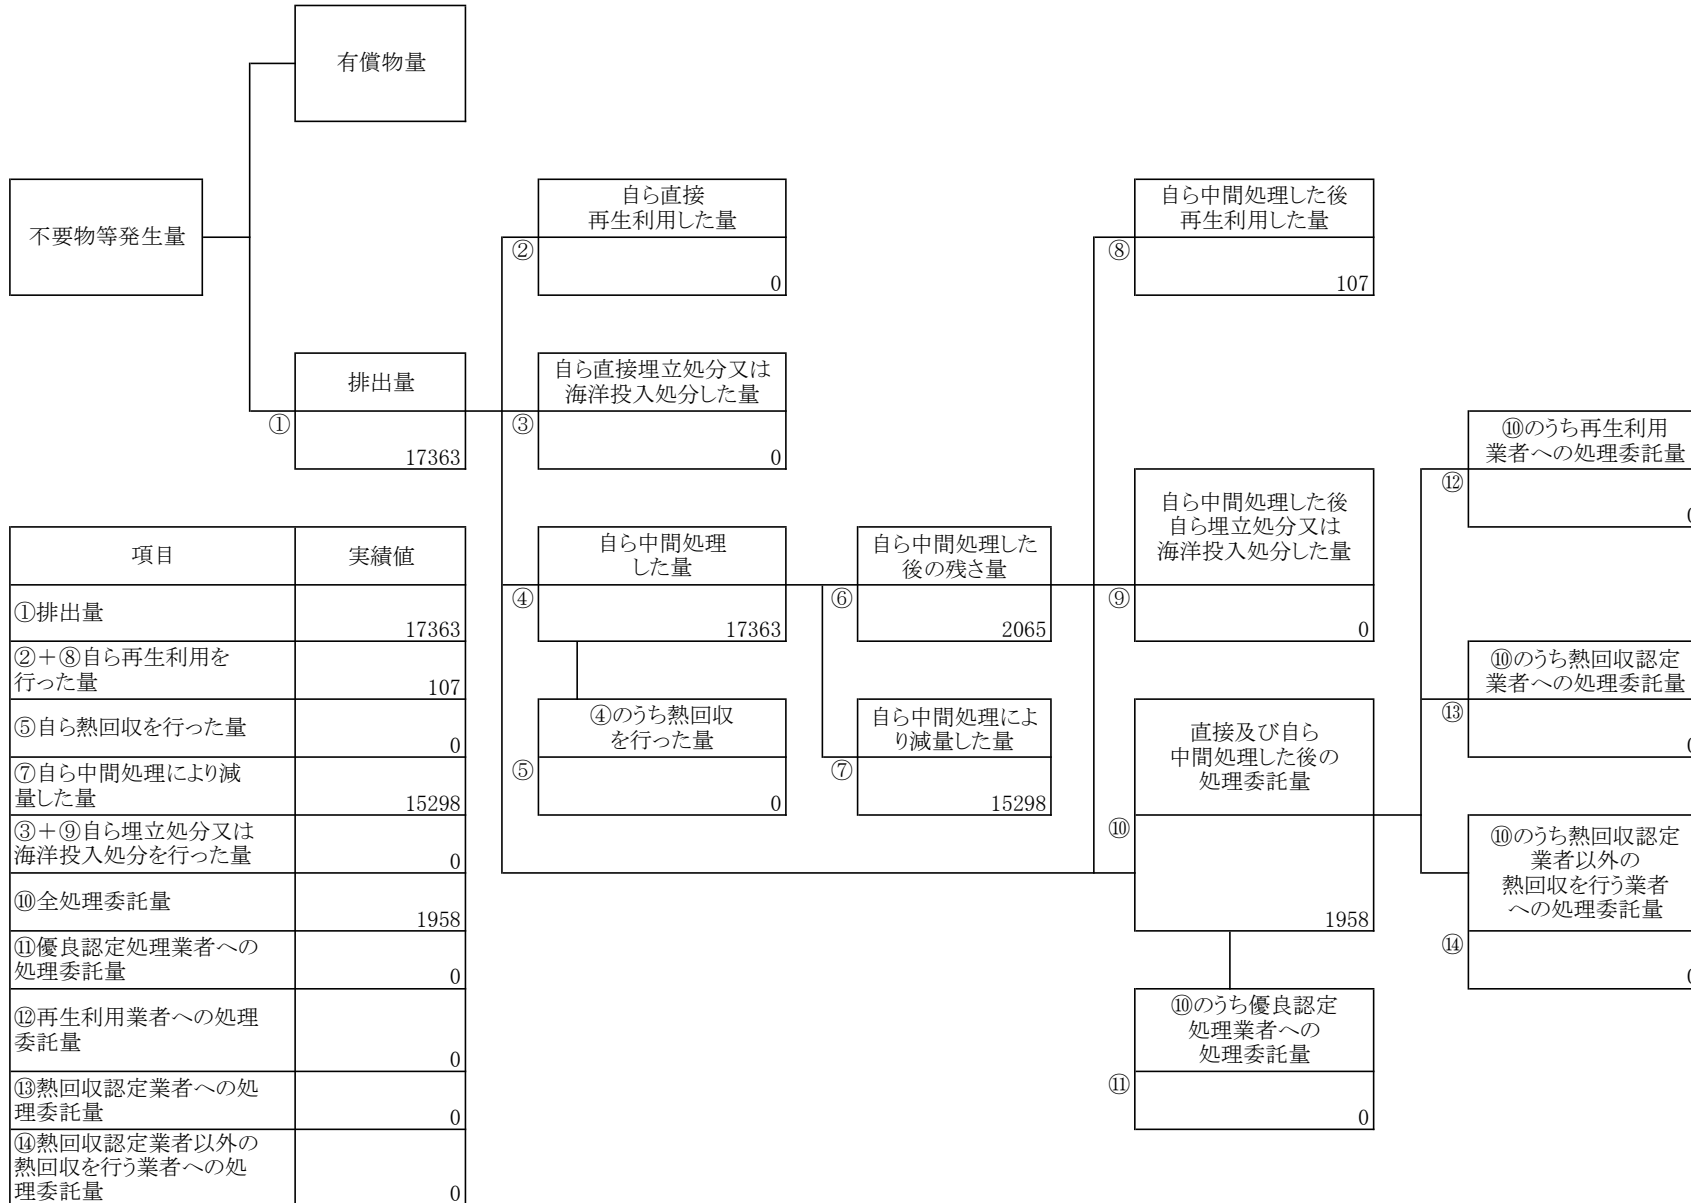 有償物量
不要物等発生量
自ら直接
再生利用した量
②
0
自ら中間処理した後
再生利用した量
⑧
107
排出量
①
17363
自ら直接埋立処分又は
海洋投入処分した量
③
0
⑩のうち再生利用
業者への処理委託量
⑫
0
自ら中間処理
した量
④
17363
自ら中間処理した
後の残さ量
⑥
2065
自ら中間処理した後
自ら埋立処分又は
海洋投入処分した量
⑨
0
⑩のうち熱回収認定
業者への処理委託量
⑬
0
④のうち熱回収
を行った量
⑤
0
自ら中間処理によ
り減量した量
⑦
15298
直接及び自ら
中間処理した後の
処理委託量
⑩
1958
⑩のうち熱回収認定
業者以外の
熱回収を行う業者
への処理委託量
⑭
0
⑩のうち優良認定
処理業者への
処理委託量
⑪
0
項目 実績値
①排出量
17363
②＋⑧自ら再生利用を
行った量 107
⑤自ら熱回収を行った量
0
⑦自ら中間処理により減
量した量 15298
③＋⑨自ら埋立処分又は
海洋投入処分を行った量 0
⑩全処理委託量
1958
⑪優良認定処理業者への
処理委託量 0
⑫再生利用業者への処理
委託量
0
⑬熱回収認定業者への処
理委託量 0
⑭熱回収認定業者以外の
熱回収を行う業者への処
理委託量 0